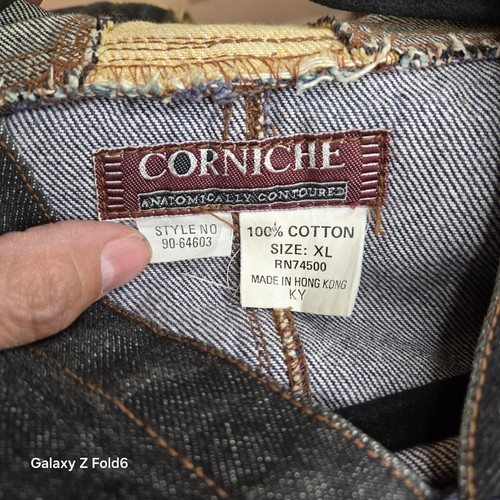 CORNICHE
ANATOMICALLY CONTOURED
STYLE NO
90-64603
100% COTTON
SIZE: XL
RN74500
MADE IN HONG KONG
KY
Galaxy Z Fold6